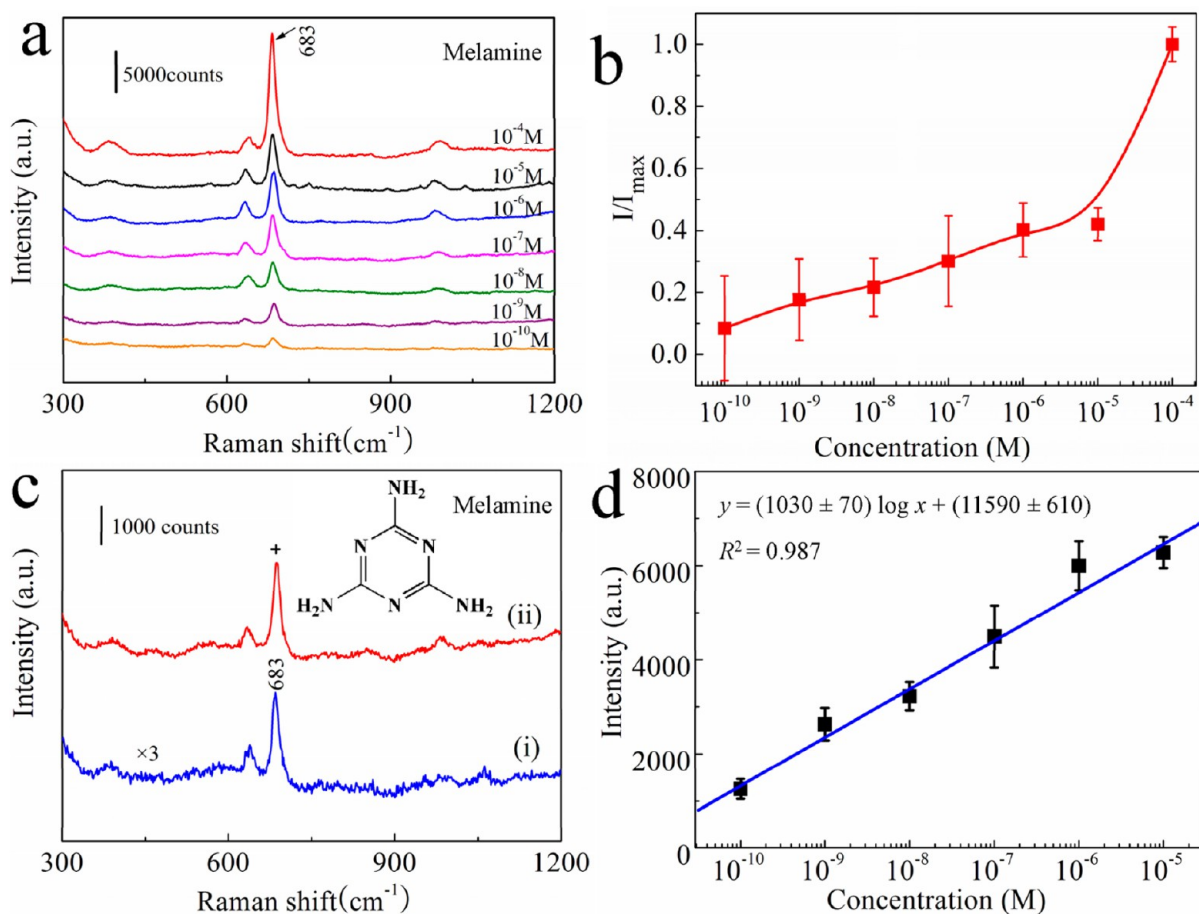 a
683
Melamine
5000counts
10⁻⁴M
10⁻⁵M
10⁻⁶M
10⁻⁷M
10⁻⁸M
10⁻⁹M
10⁻¹⁰M
Intensity (a.u.)
300 600 900 1200
Raman shift(cm⁻¹)
b
1.0
0.8
0.6
0.4
0.2
0.0
I/Iₘₐₓ
10⁻¹⁰ 10⁻⁹ 10⁻⁸ 10⁻⁷ 10⁻⁶ 10⁻⁵ 10⁻⁴
Concentration (M)
c
1000 counts
NH₂
Melamine
+
N N
N
H₂N NH₂
(ii)
683
×3
(i)
Intensity (a.u.)
300 600 900 1200
Raman shift(cm⁻¹)
d
8000
6000
4000
2000
0
y = (1030 ± 70) log x + (11590 ± 610)
R² = 0.987
Intensity (a.u.)
10⁻¹⁰ 10⁻⁹ 10⁻⁸ 10⁻⁷ 10⁻⁶ 10⁻⁵
Concentration (M)